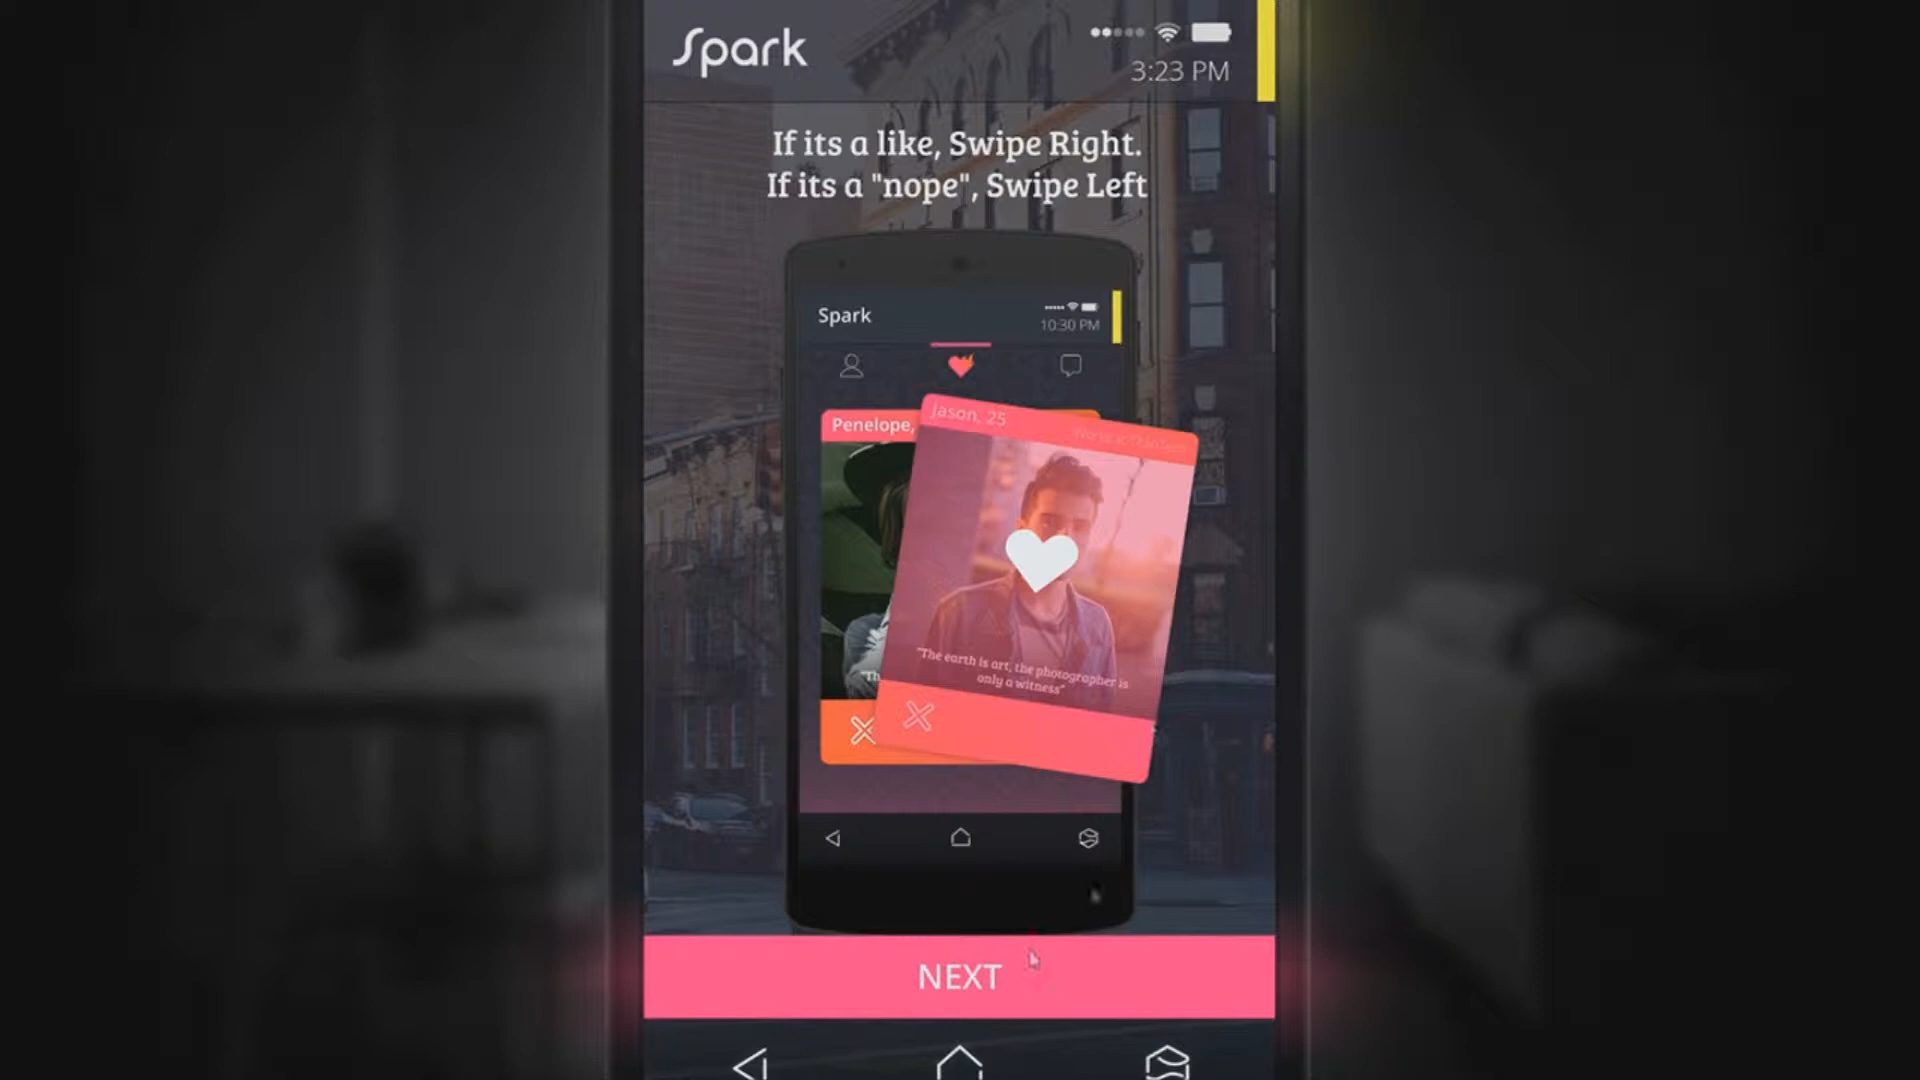 Spark
3:23 PM
If its a like, Swipe Right.
If its a "nope", Swipe Left
Spark
10:30 PM
Penelope,
Jason, 25
"The earth is art, the photographer is
only a witness"
"Th
NEXT